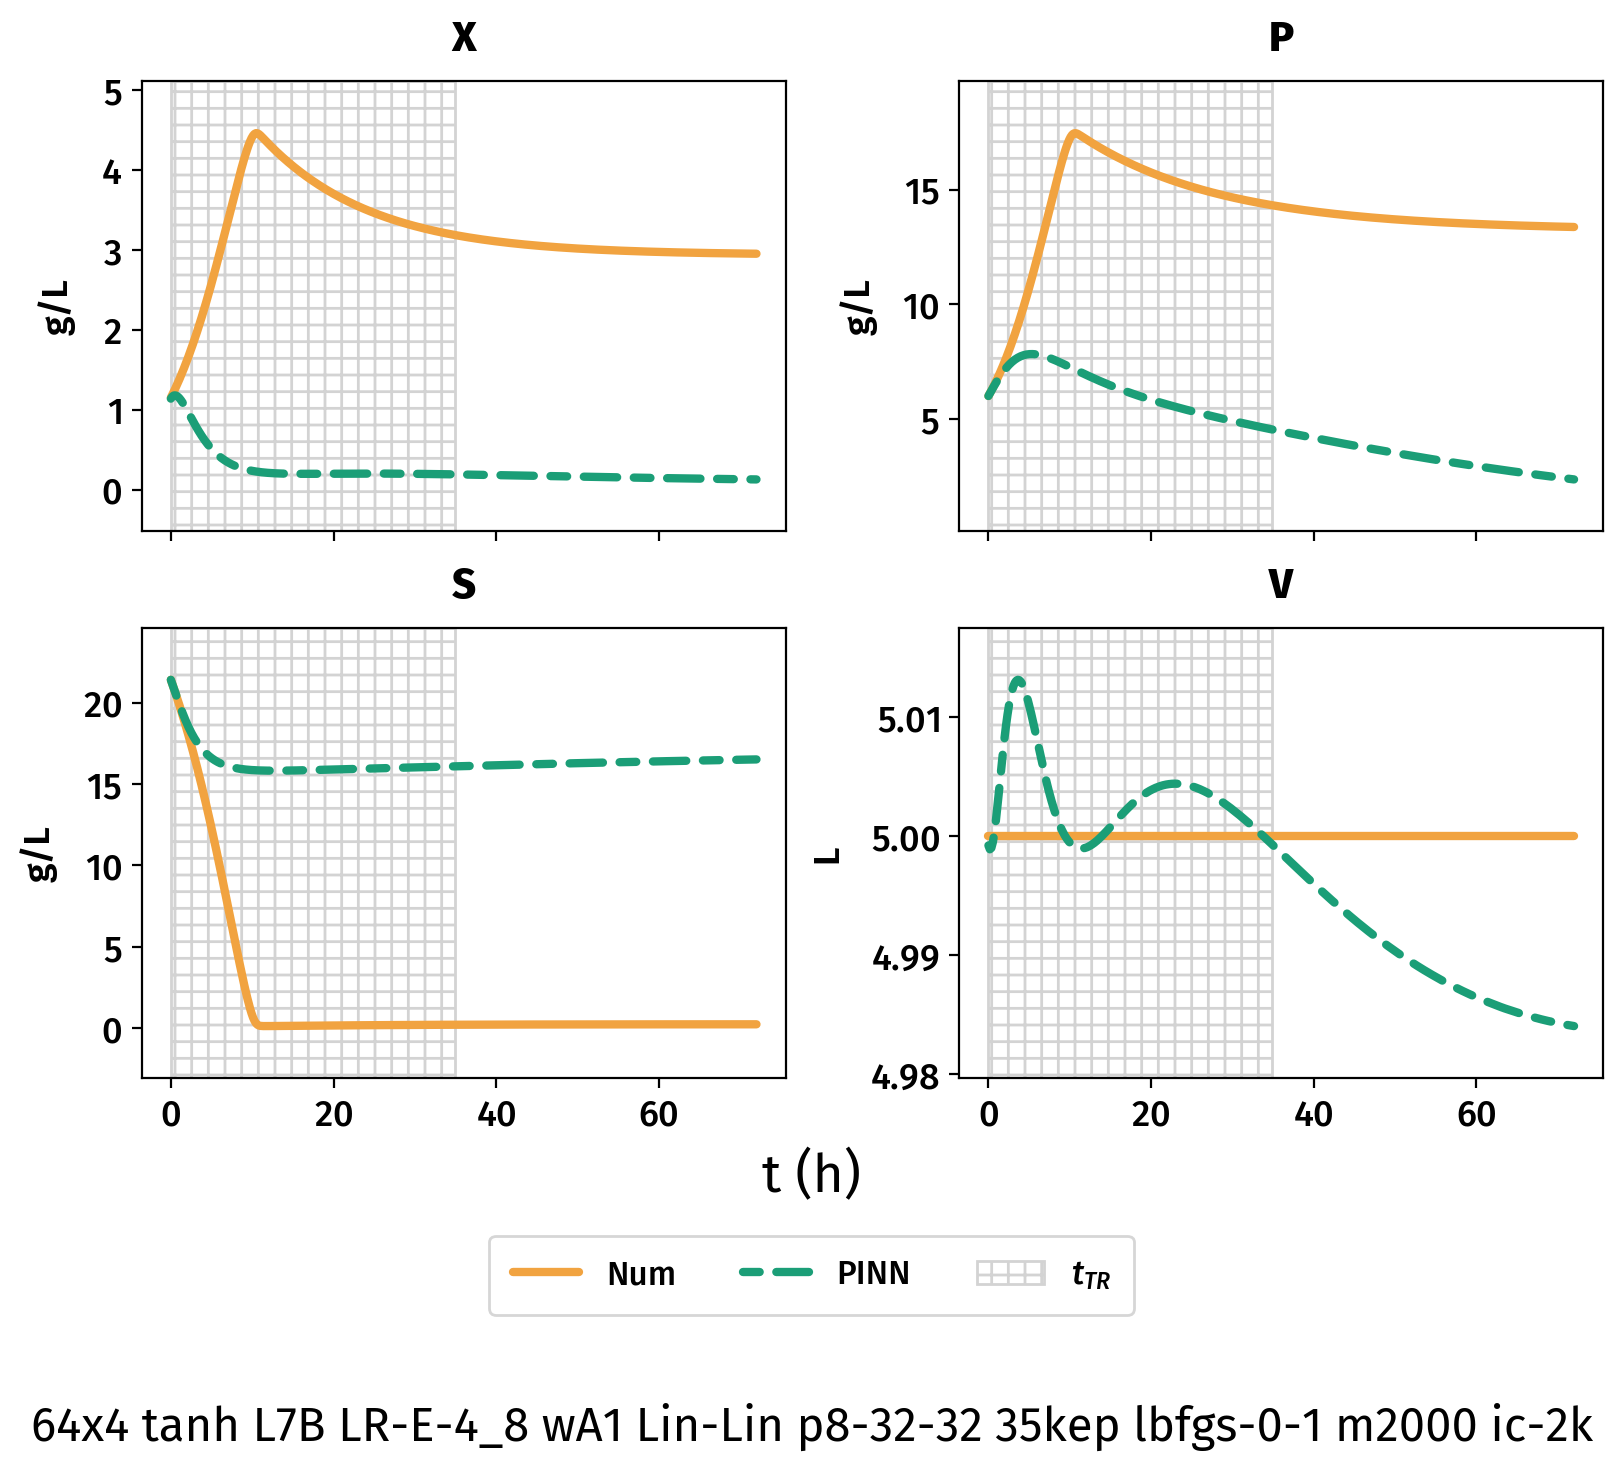 X
P
5
4
3
2
1
0
g/L
15
10
5
g/L
S
V
20
15
10
5
0
g/L
5.01
5.00
4.99
4.98
L
0 20 40 60
0 20 40 60
t (h)
Num PINN t_TR
64x4 tanh L7B LR-E-4_8 wA1 Lin-Lin p8-32-32 35kep lbfgs-0-1 m2000 ic-2k